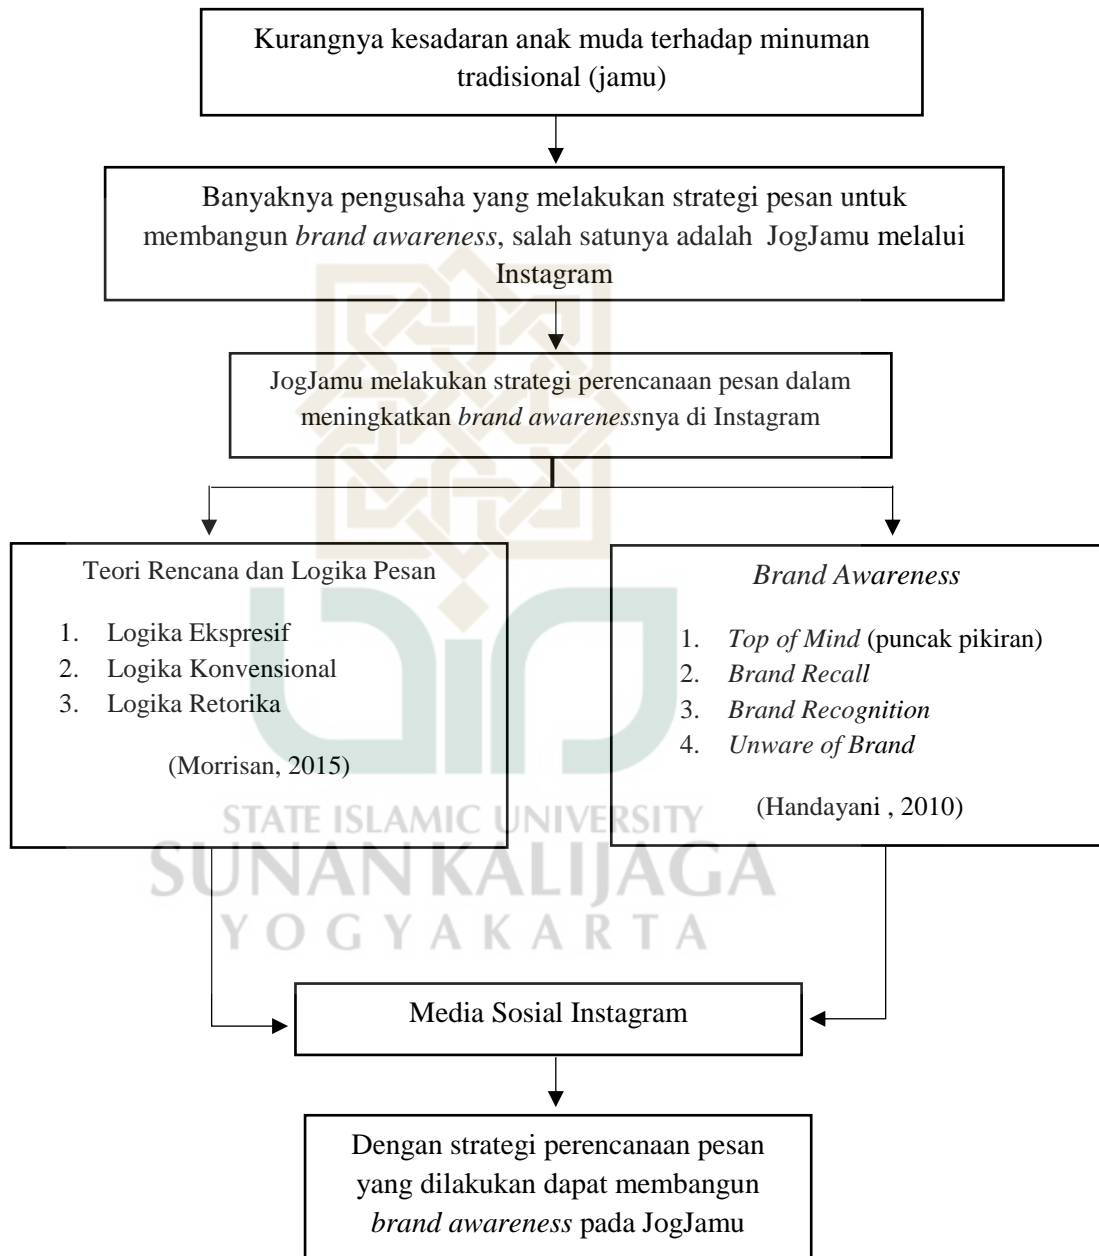 Kurangnya kesadaran anak muda terhadap minuman
tradisional (jamu)
Banyaknya pengusaha yang melakukan strategi pesan untuk
membangun brand awareness, salah satunya adalah JogJamu melalui
Instagram
JogJamu melakukan strategi perencanaan pesan dalam
meningkatkan brand awarenessnya di Instagram
Teori Rencana dan Logika Pesan
1. Logika Ekspresif
2. Logika Konvensional
3. Logika Retorika
(Morrisan, 2015)
Brand Awareness
1. Top of Mind (puncak pikiran)
2. Brand Recall
3. Brand Recognition
4. Unware of Brand
(Handayani , 2010)
STATE ISLAMIC UNIVERSITY
SUNAN KALIJAGA
YOGYAKARTA
Media Sosial Instagram
Dengan strategi perencanaan pesan
yang dilakukan dapat membangun
brand awareness pada JogJamu